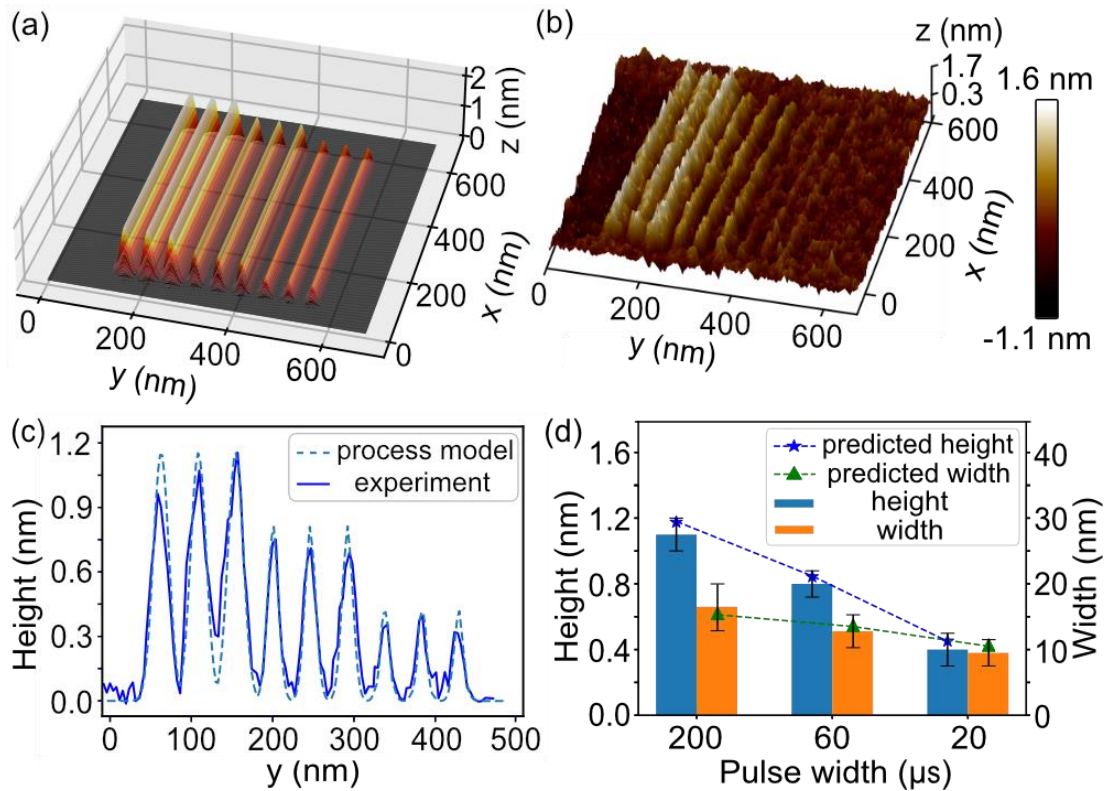 (a)
2
1
0
z (nm)
600
400
200
0
x (nm)
0
200
400
600
y (nm)
(b)
z (nm)
1.7
0.3
1.6 nm
-1.1 nm
600
400
200
0
x (nm)
0
200
400
600
y (nm)
(c)
process model
experiment
1.2
0.9
0.6
0.3
0.0
Height (nm)
0 100 200 300 400 500
y (nm)
(d)
predicted height
predicted width
height
width
1.6
1.2
0.8
0.4
0.0
Height (nm)
40
30
20
10
0
Width (nm)
200 60 20
Pulse width (µs)